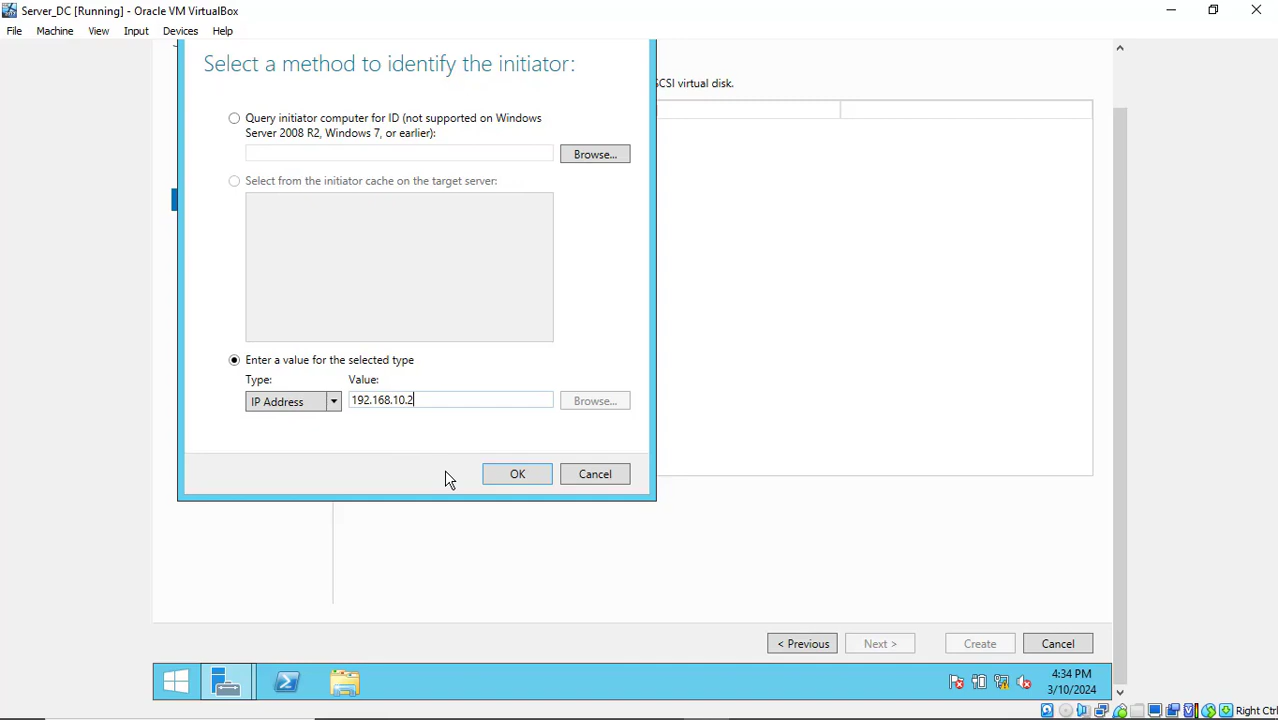 Server_DC [Running] - Oracle VM VirtualBox
File Machine View Input Devices Help
Select a method to identify the initiator:
CSI virtual disk.
Query initiator computer for ID (not supported on Windows
Server 2008 R2, Windows 7, or earlier):
Browse...
Select from the initiator cache on the target server:
Enter a value for the selected type
Type: Value:
IP Address 192.168.10.2 Browse...
OK Cancel
< Previous Next > Create Cancel
4:34 PM
3/10/2024
Right Ctrl